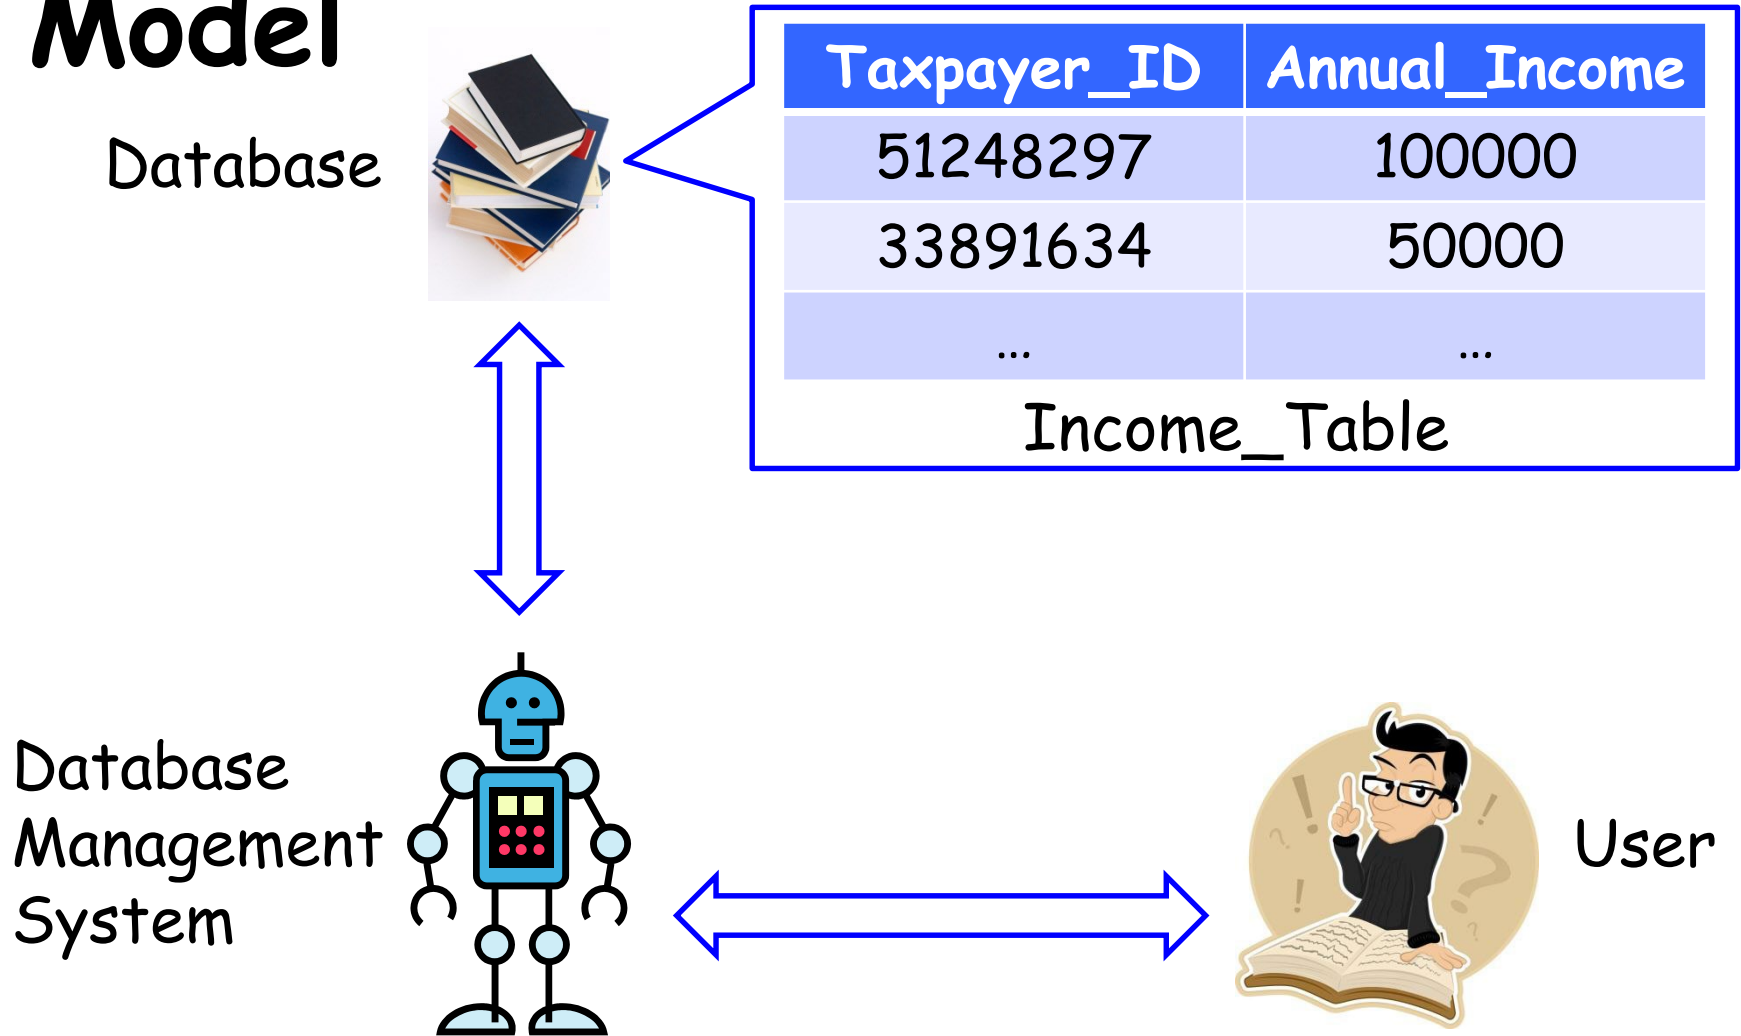 Model
Database
Taxpayer_ID Annual_Income
51248297 100000
33891634 50000
... ...
Income_Table
Database
Management
System
User